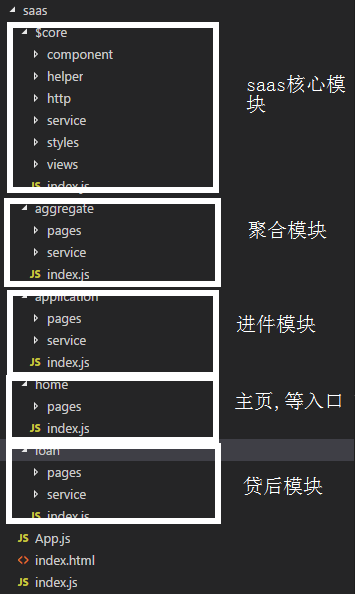 saas
$core
component
helper
http
service
styles
views
JS index.js
saas核心模
块
aggregate
pages
service
JS index.js
聚合模块
application
pages
service
JS index.js
进件模块
home
pages
JS index.js
主页,等入口
loan
pages
service
JS index.js
贷后模块
JS App.js
<> index.html
JS index.js